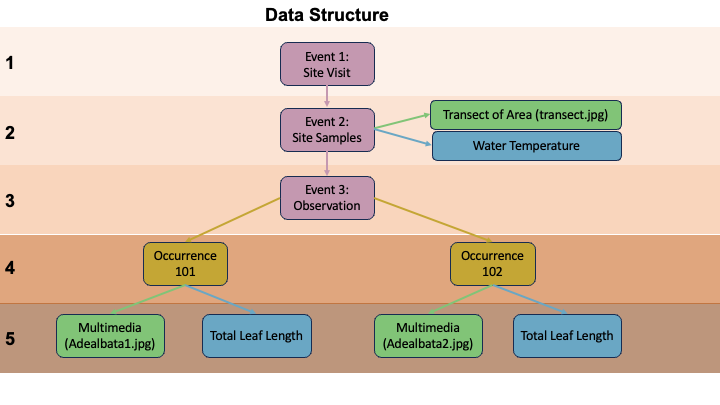 Data Structure
1
Event 1:
Site Visit
2
Event 2:
Site Samples
Transect of Area (transect.jpg)
Water Temperature
3
Event 3:
Observation
4
Occurrence
101
Occurrence
102
5
Multimedia
(Adealbata1.jpg)
Total Leaf Length
Multimedia
(Adealbata2.jpg)
Total Leaf Length